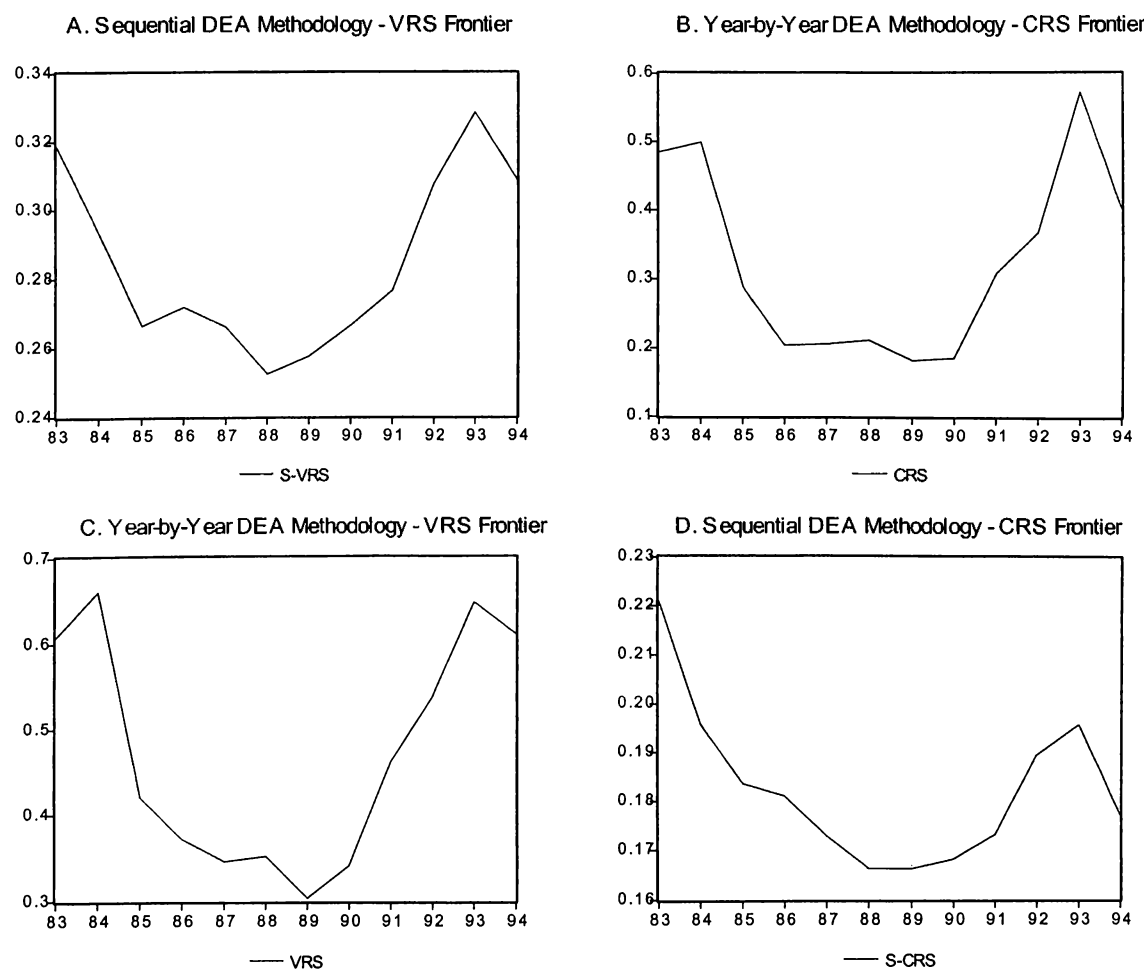 A. Sequential DEA Methodology - VRS Frontier
0.34
0.32
0.30
0.28
0.26
0.24
83 84 85 86 87 88 89 90 91 92 93 94
S-VRS
B. Year-by-Year DEA Methodology - CRS Frontier
0.6
0.5
0.4
0.3
0.2
0.1
83 84 85 86 87 88 89 90 91 92 93 94
CRS
C. Year-by-Year DEA Methodology - VRS Frontier
0.7
0.6
0.5
0.4
0.3
83 84 85 86 87 88 89 90 91 92 93 94
VRS
D. Sequential DEA Methodology - CRS Frontier
0.23
0.22
0.21
0.20
0.19
0.18
0.17
0.16
83 84 85 86 87 88 89 90 91 92 93 94
S-CRS